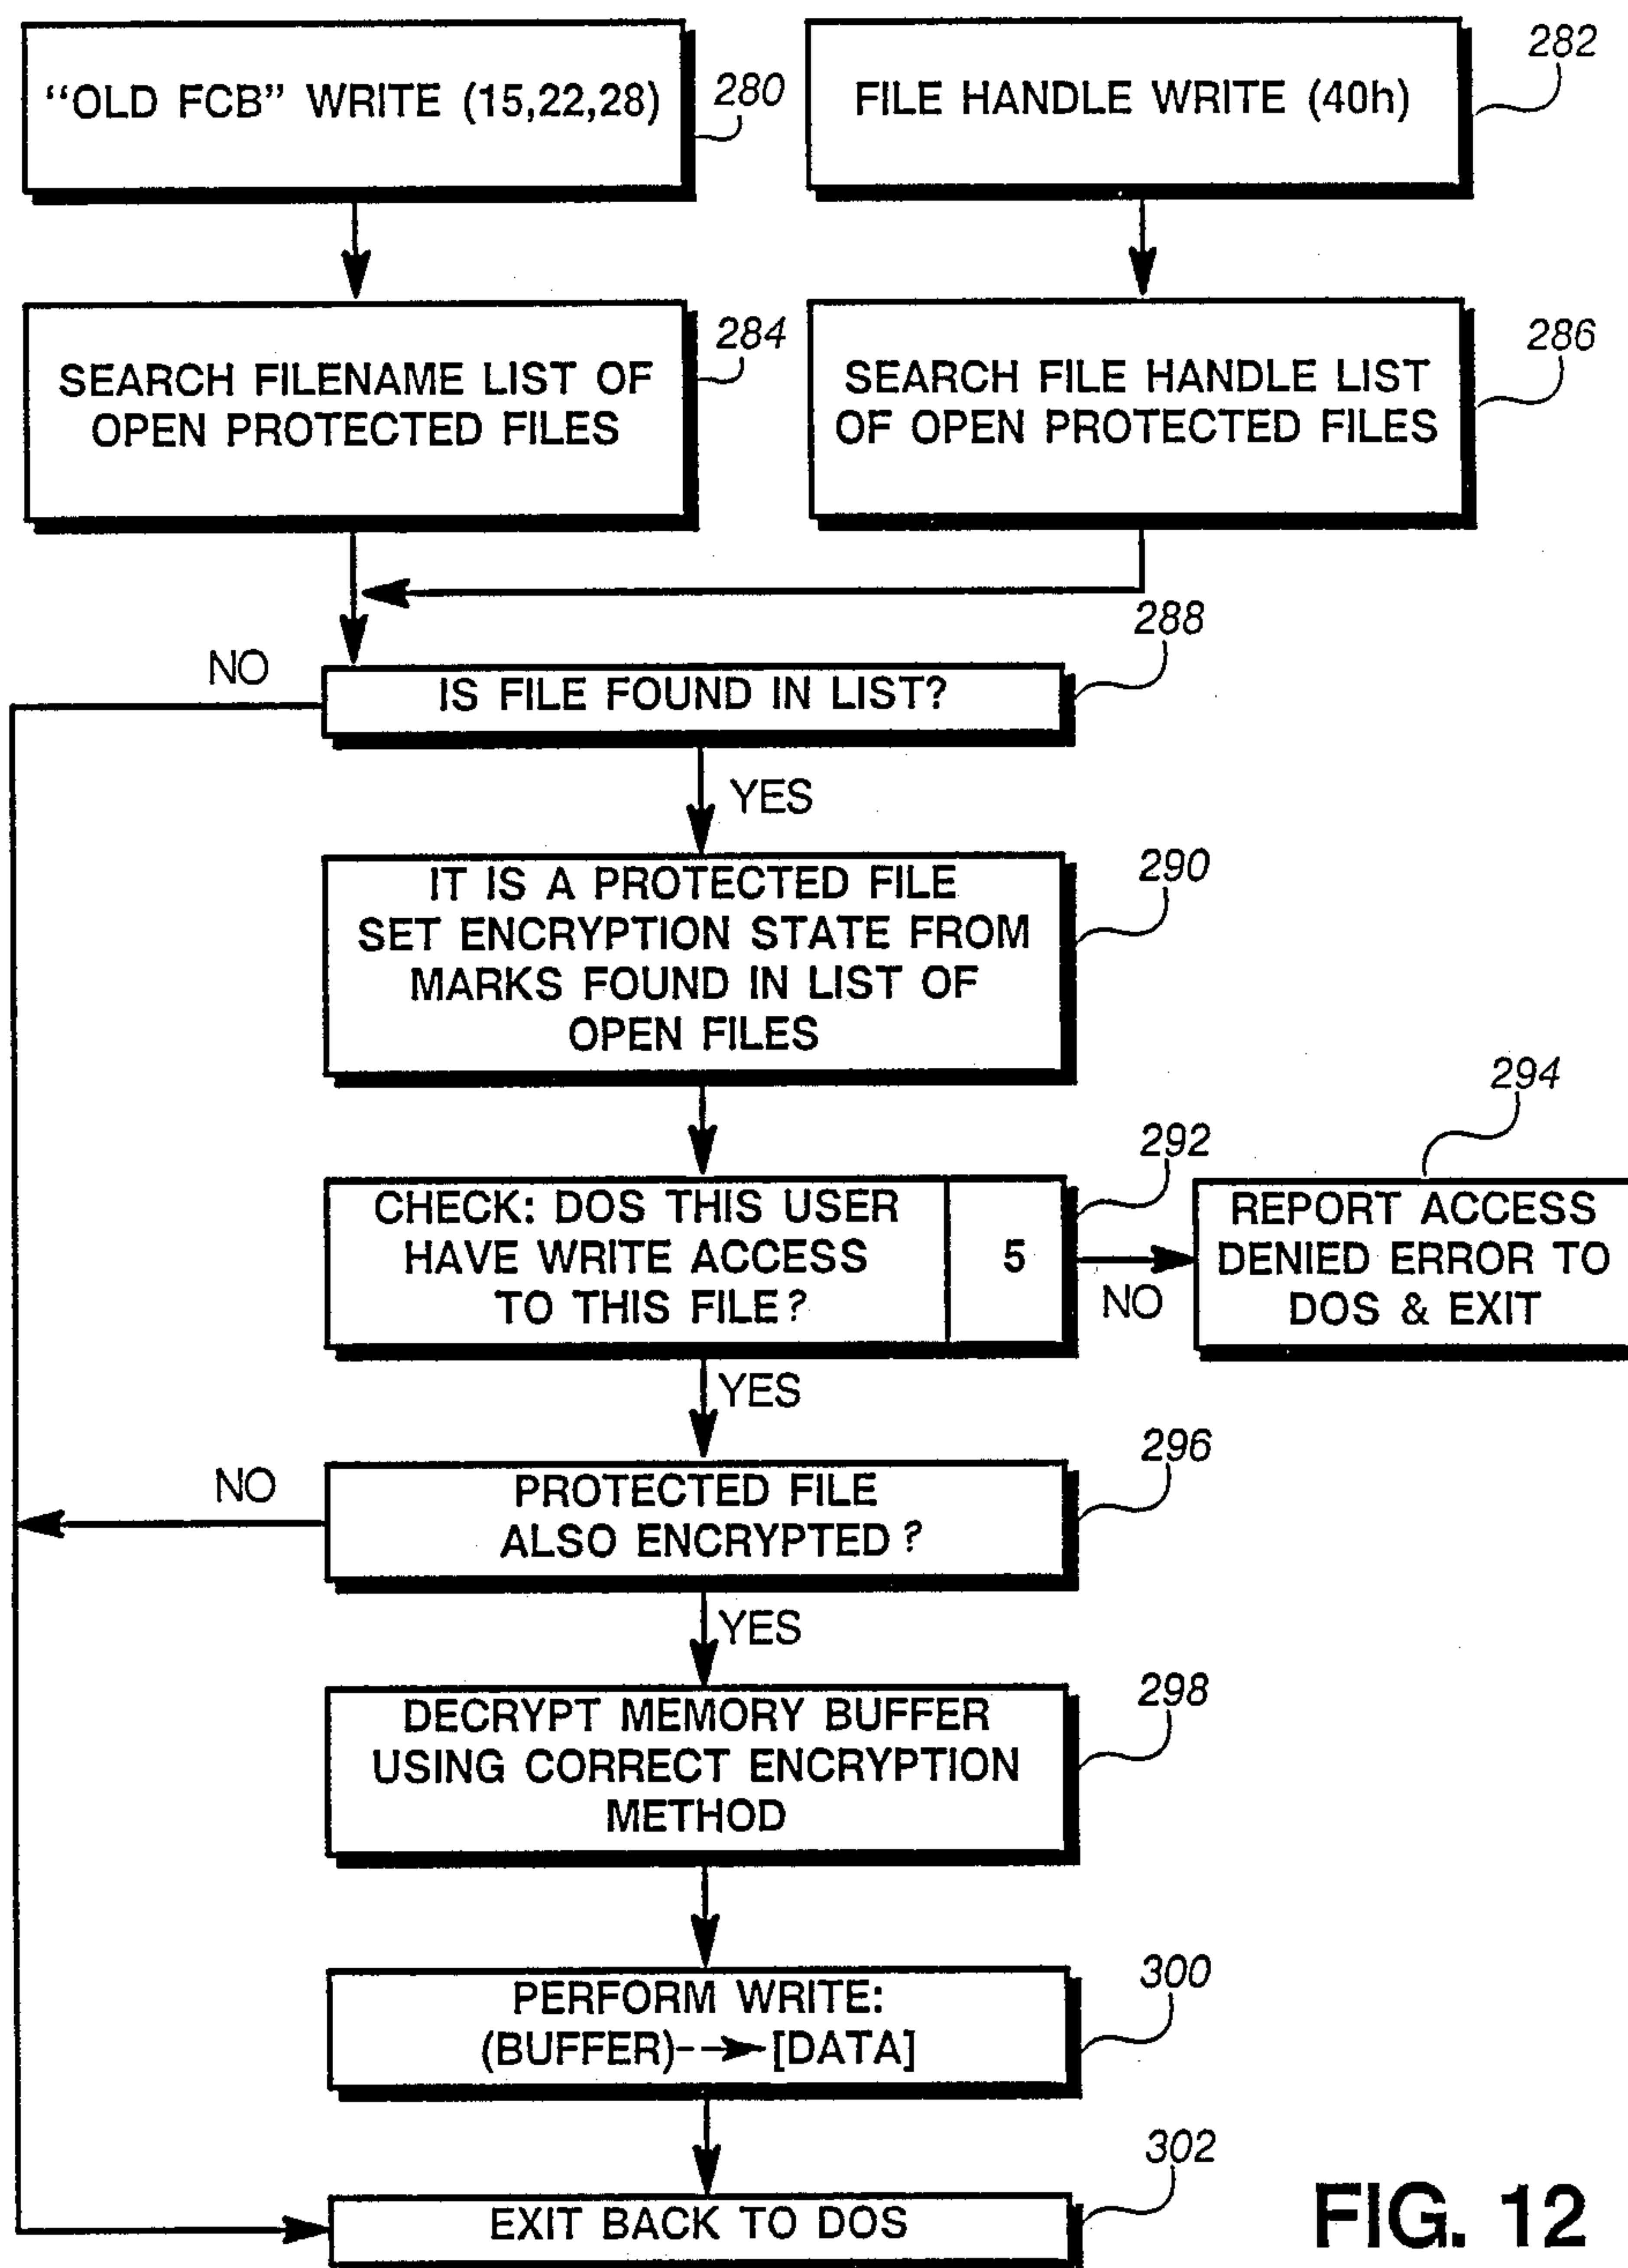 “OLD FCB” WRITE (15,22,28)
280
FILE HANDLE WRITE (40h)
282
SEARCH FILENAME LIST OF
OPEN PROTECTED FILES
284
SEARCH FILE HANDLE LIST
OF OPEN PROTECTED FILES
286
NO
IS FILE FOUND IN LIST?
288
YES
IT IS A PROTECTED FILE
SET ENCRYPTION STATE FROM
MARKS FOUND IN LIST OF
OPEN FILES
290
CHECK: DOS THIS USER
HAVE WRITE ACCESS
TO THIS FILE?
5
292
NO
REPORT ACCESS
DENIED ERROR TO
DOS & EXIT
294
YES
NO
PROTECTED FILE
ALSO ENCRYPTED?
296
YES
DECRYPT MEMORY BUFFER
USING CORRECT ENCRYPTION
METHOD
298
PERFORM WRITE:
(BUFFER)-→[DATA]
300
EXIT BACK TO DOS
302
FIG. 12